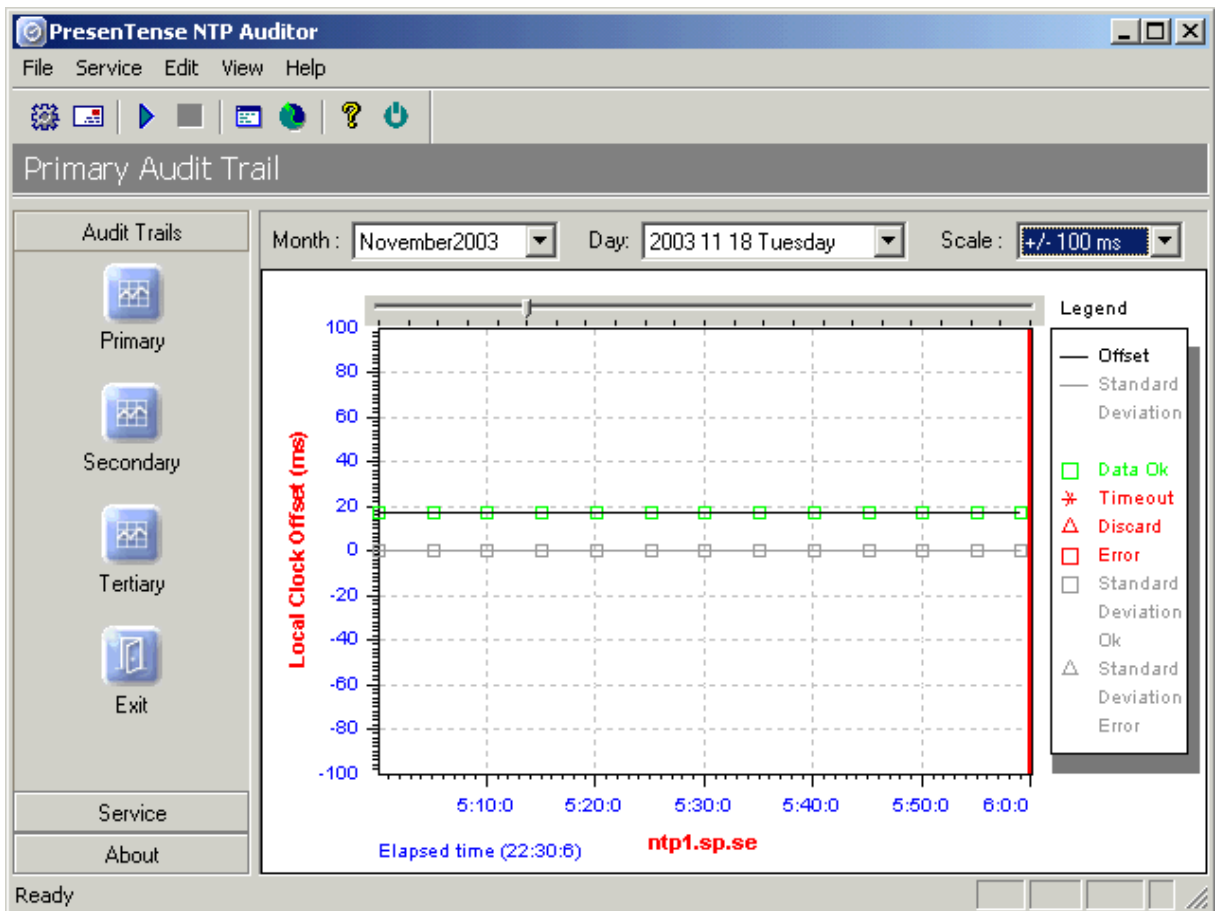 PresenTense NTP Auditor
File Service Edit View Help
Primary Audit Trail
Audit Trails
Primary
Secondary
Tertiary
Exit
Service
About
Month : November2003 Day: 2003 11 18 Tuesday Scale : +/- 100 ms
Legend
Offset
Standard
Deviation
Data Ok
Timeout
Discard
Error
Standard
Deviation
Ok
Standard
Deviation
Error
Local Clock Offset (ms)
100
80
60
40
20
0
-20
-40
-60
-80
-100
5:10:0 5:20:0 5:30:0 5:40:0 5:50:0 6:0:0
Elapsed time (22:30:6) ntp1.sp.se
Ready